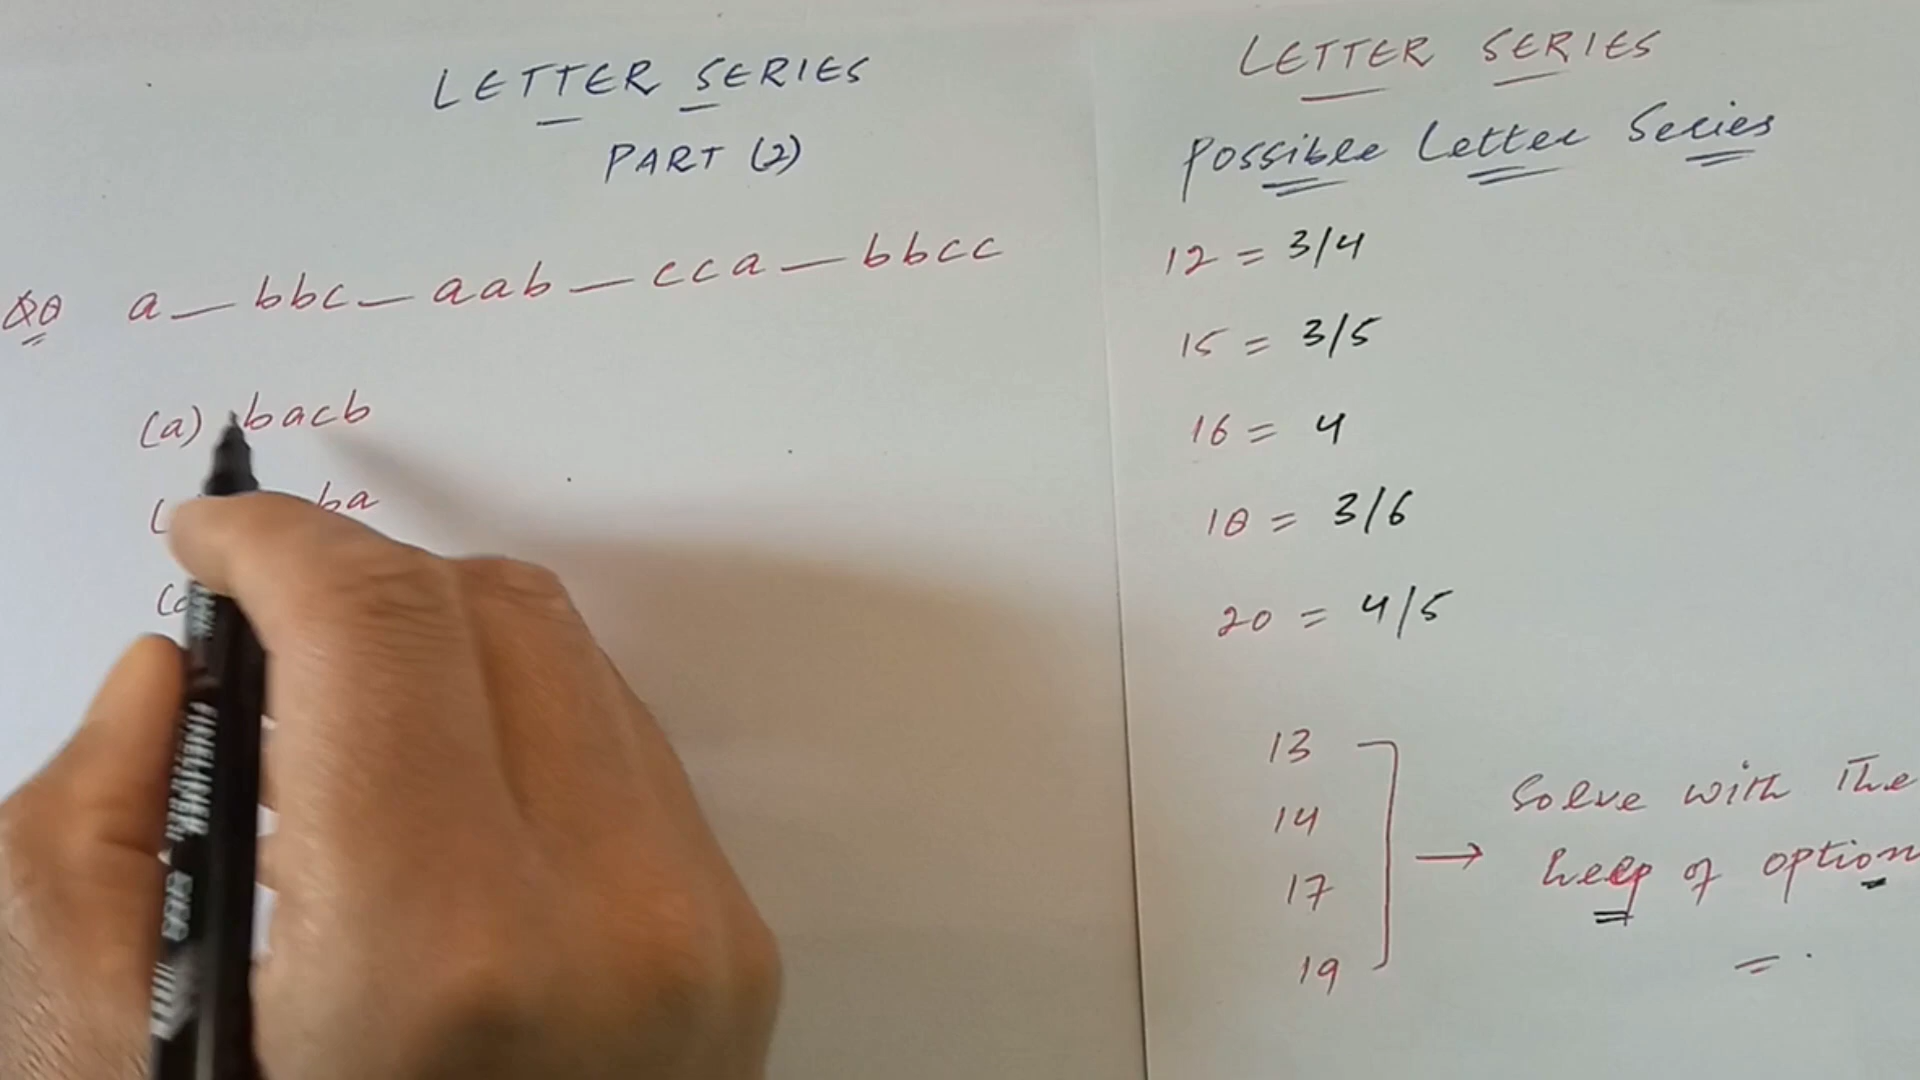 LETTER SERIES
PART (2)
Q8 a _ bbc _ aab _ cca _ bbcc
(a) bacb
( ba
(c
LETTER SERIES
Possible Letter Series
12 = 3/4
15 = 3/5
16 = 4
18 = 3/6
20 = 4/5
13
14
17
19
→ Solve with The
help of option
FINELINER